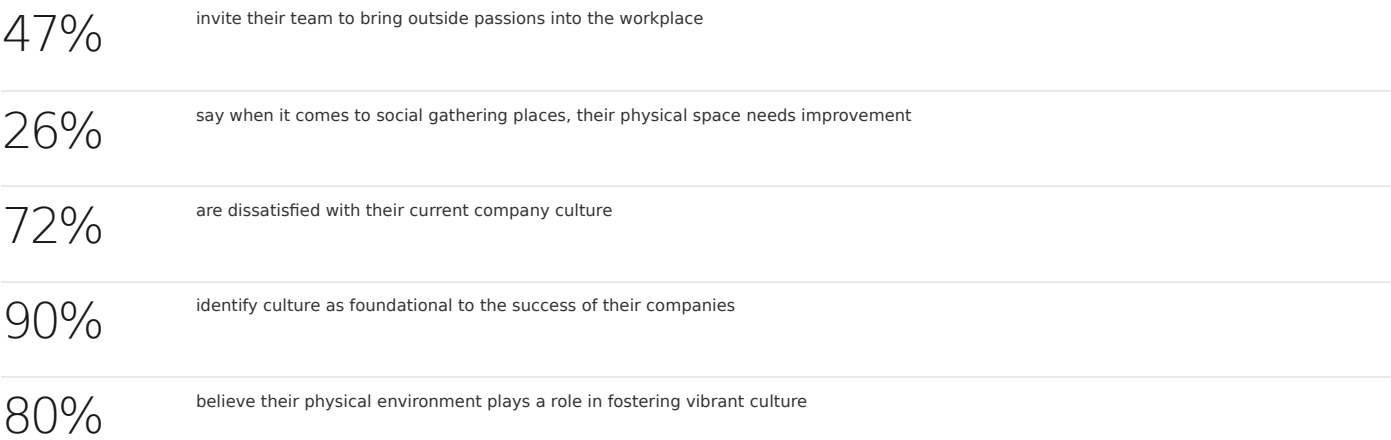 47% invite their team to bring outside passions into the workplace
26% say when it comes to social gathering places, their physical space needs improvement
72% are dissatisfied with their current company culture
90% identify culture as foundational to the success of their companies
80% believe their physical environment plays a role in fostering vibrant culture